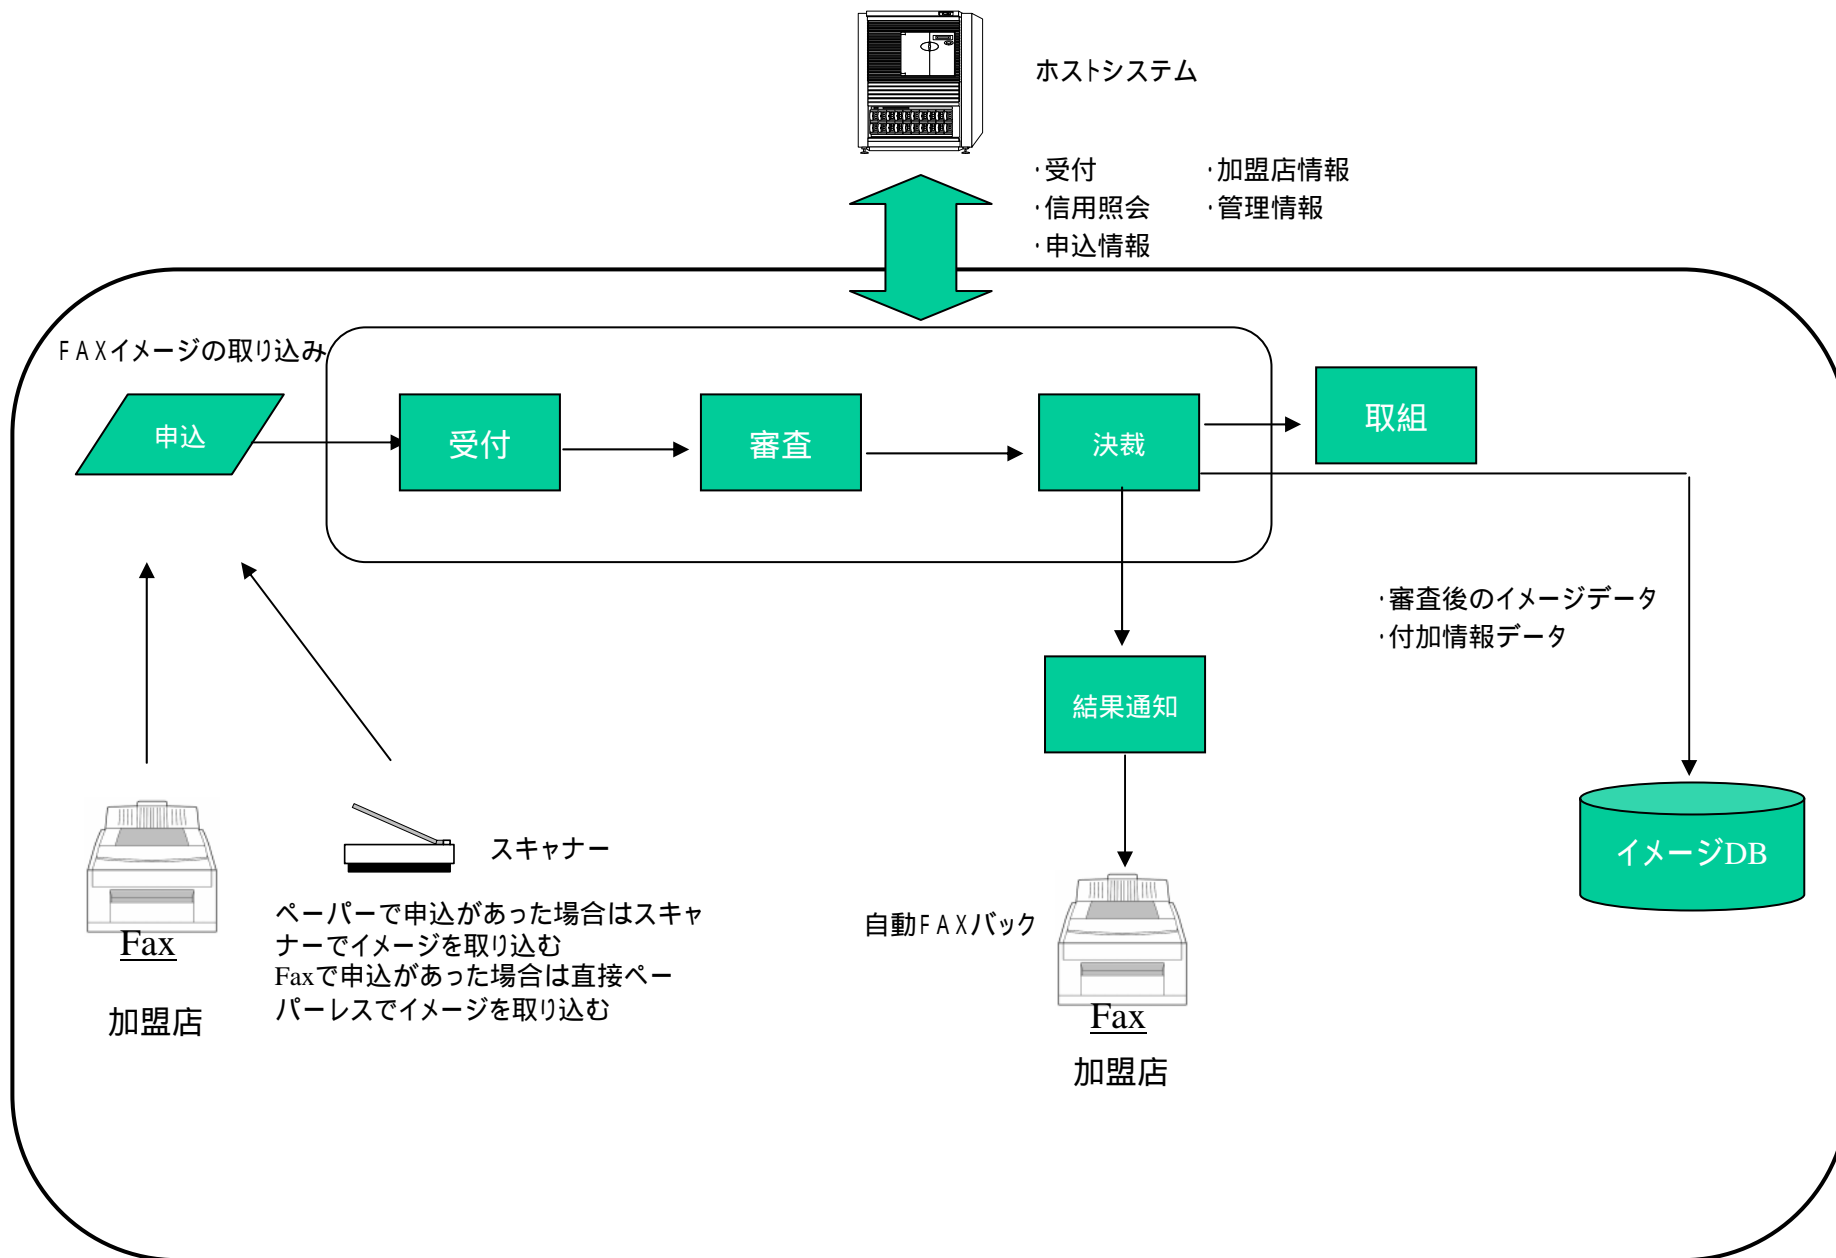 ホストシステム
・受付
・加盟店情報
・信用照会
・管理情報
・申込情報
FAXイメージの取り込み
申込
受付
審査
決裁
取組
・審査後のイメージデータ
・付加情報データ
結果通知
イメージDB
スキャナー
ペーパーで申込があった場合はスキャ
ナーでイメージを取り込む
Faxで申込があった場合は直接ペー
パーレスでイメージを取り込む
Fax
加盟店
自動FAXバック
Fax
加盟店